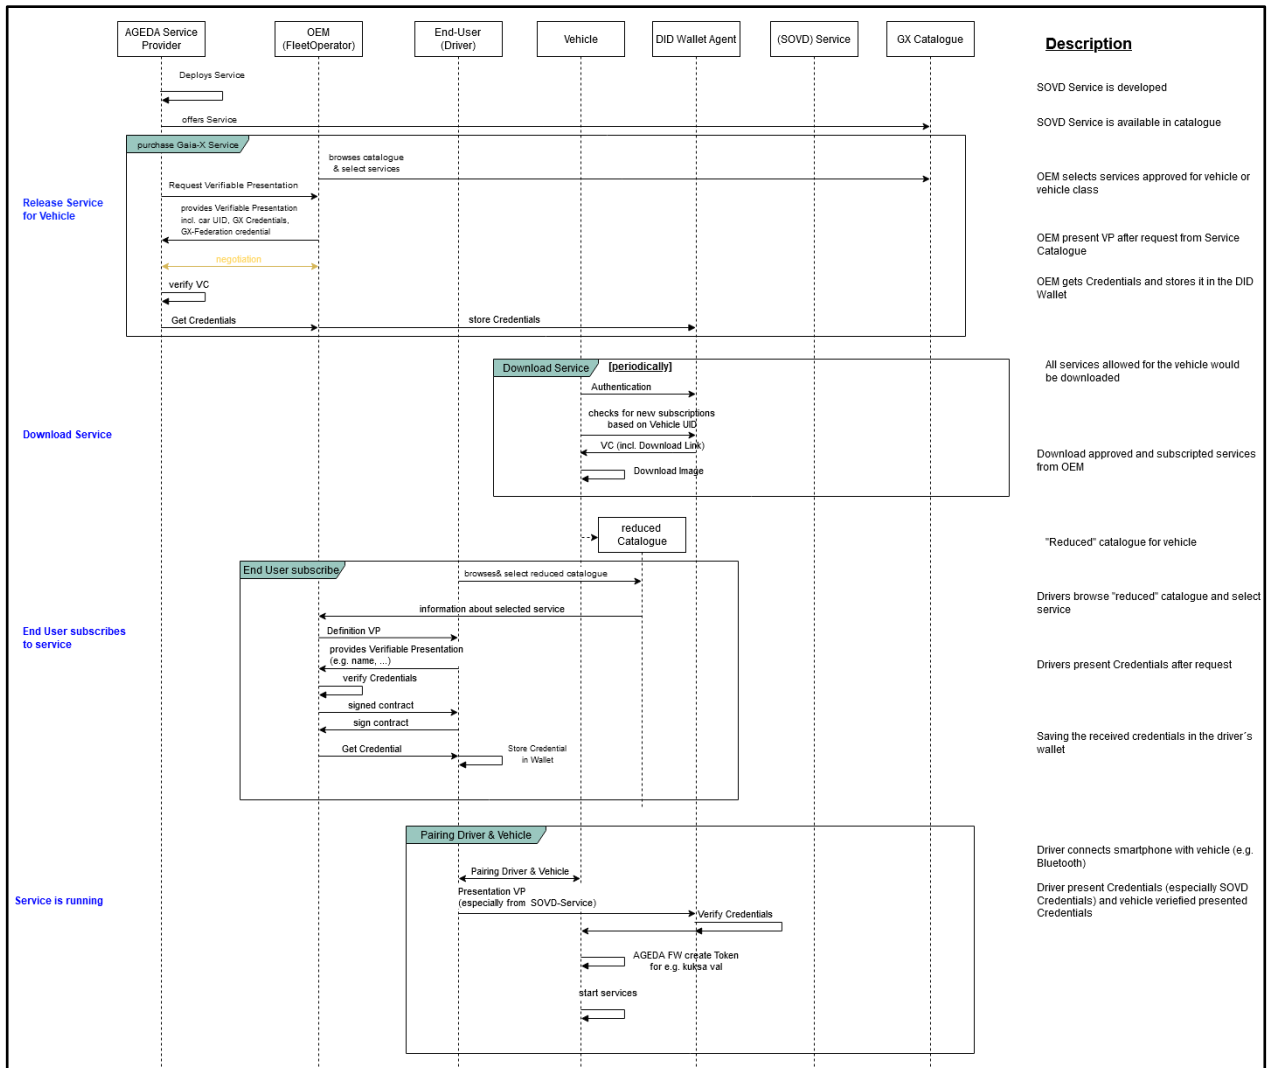 AGEDA Service
Provider
OEM
(FleetOperator)
End-User
(Driver)
Vehicle
DID Wallet Agent
(SOVD) Service
GX Catalogue
Description
Deploys Service
SOVD Service is developed
offers Service
SOVD Service is available in catalogue
purchase Gaia-X Service
browses catalogue
& select services
OEM selects services approved for vehicle or
vehicle class
Request Verifiable Presentation
Release Service
for Vehicle
provides Verifiable Presentation
incl. car UID, GX Credentials,
GX-Federation credential
OEM present VP after request from Service
Catalogue
negotiation
verify VC
OEM gets Credentials and stores it in the DID
Wallet
Get Credentials
store Credentials
Download Service
[periodically]
All services allowed for the vehicle would
be downloaded
Authentication
checks for new subscriptions
based on Vehicle UID
Download Service
VC (incl. Download Link)
Download approved and subscripted services
from OEM
Download Image
reduced
Catalogue
"Reduced" catalogue for vehicle
End User subscribe
browses& select reduced catalogue
Drivers browse "reduced" catalogue and select
service
information about selected service
End User subscribes
to service
Definition VP
provides Verifiable Presentation
(e.g. name, ...)
Drivers present Credentials after request
verify Credentials
signed contract
sign contract
Get Credential
Store Credential
in Wallet
Saving the received credentials in the driver´s
wallet
Pairing Driver & Vehicle
Driver connects smartphone with vehicle (e.g.
Bluetooth)
Pairing Driver & Vehicle
Service is running
Presentation VP
(especially from SOVD-Service)
Driver present Credentials (especially SOVD
Credentials) and vehicle veriefied presented
Credentials
Verify Credentials
AGEDA FW create Token
for e.g. kuksa val
start services